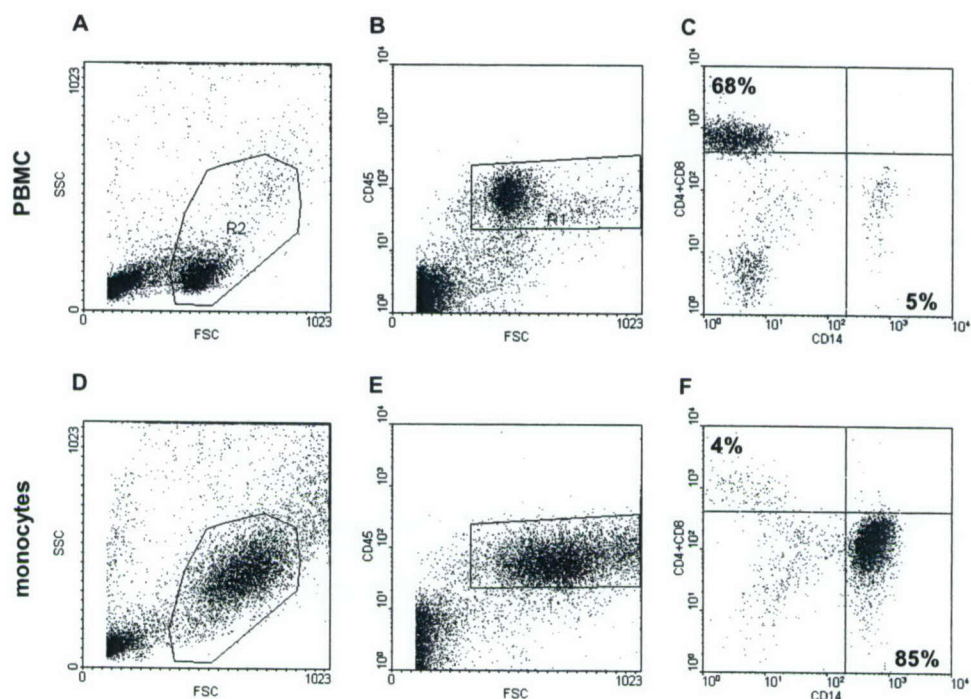 A
B
C
PBMC
1023
SSC
0
R2
0
1023
FSC
10⁴
10³
CD45
10²
10¹
10⁰
R1
0
1023
FSC
10⁴
68%
10³
CD4+CD8
10²
10¹
10⁰
5%
10⁰ 10¹ 10² 10³ 10⁴
CD14
D
E
F
monocytes
1023
SSC
0
0
1023
FSC
10⁴
10³
CD45
10²
10¹
10⁰
0
1023
FSC
10⁴
4%
10³
CD4+CD8
10²
10¹
10⁰
85%
10⁰ 10¹ 10² 10³ 10⁴
CD14